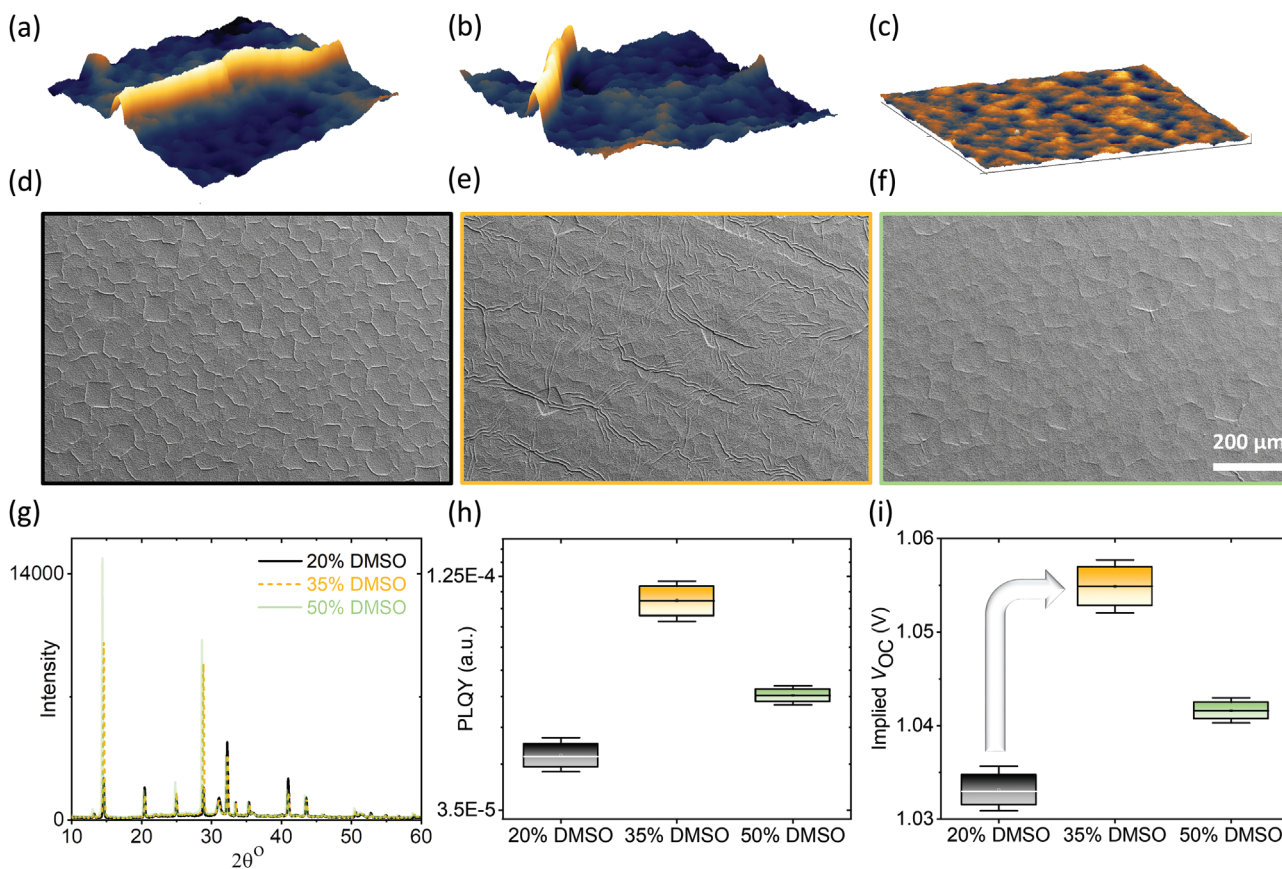 (a)
(b)
(c)
(d)
(e)
(f)
200 µm
(g)
(h)
(i)
14000
0
Intensity
20% DMSO
35% DMSO
50% DMSO
10 20 30 40 50 60
2θ°
1.25E-4
3.5E-5
PLQY (a.u.)
20% DMSO 35% DMSO 50% DMSO
1.06
1.05
1.04
1.03
Implied VOC (V)
20% DMSO 35% DMSO 50% DMSO